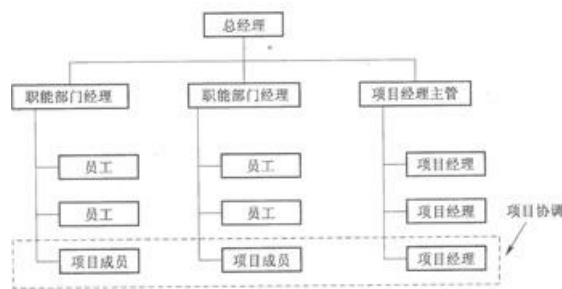 总经理
职能部门经理
职能部门经理
项目经理主管
员工
员工
项目经理
员工
员工
项目经理
项目协调
项目成员
项目成员
项目经理